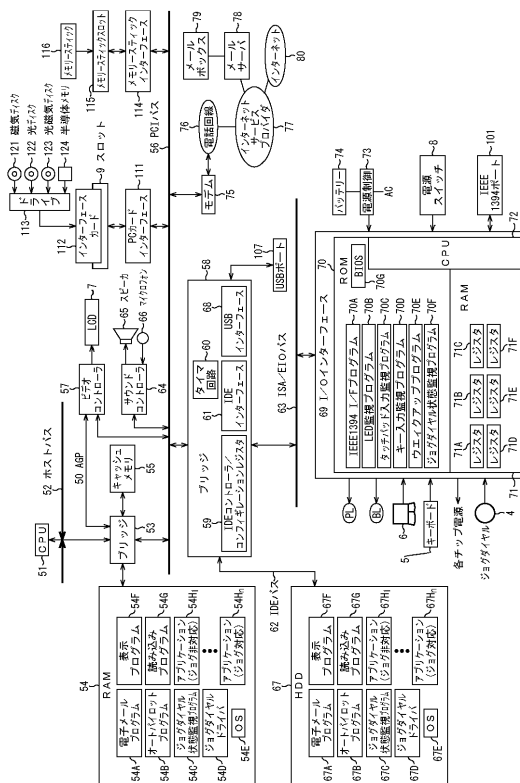 51 CPU
52 ホストバス
50 AGP
ブリッジ 53
キャッシュメモリ 55
54
RAM
電子メールプログラム 54A
オートパイロットプログラム 54B
ジョグダイヤル状態監視プログラム 54C
ジョグダイヤルドライバ 54D
OS 54E
表示プログラム 54F
読み込みプログラム 54G
アプリケーション(ジョグ非対応) 54H1
アプリケーション(ジョグ対応) 54Hn
57
ビデオコントローラ
LCD 7
サウンドコントローラ 64
65 スピーカ
66 マイクロフォン
56 PCIバス
121 磁気ディスク
122 光ディスク
123 光磁気ディスク
124 半導体メモリ
ドライブ
113
9 スロット
インターフェースカード
112
PCカードインターフェース
111
116
メモリースティック
メモリースティックスロット
115
メモリースティックインターフェース
114
79
メールボックス
78
メールサーバ
インターネット
80
インターネットサービスプロバイダ
77
76
電話回線
モデム
75
58
ブリッジ
IDEコントローラ/コンフィギレーションレジスタ
59
IDEインターフェース
61
60
タイマ回路
USBインターフェース
68
107
USBポート
62 IDEバス
63 ISA/EIOバス
67
HDD
電子メールプログラム 67A
オートパイロットプログラム 67B
ジョグダイヤル状態監視プログラム 67C
ジョグダイヤルドライバ 67D
OS 67E
表示プログラム 67F
読み込みプログラム 67G
アプリケーション(ジョグ非対応) 67H1
アプリケーション(ジョグ対応) 67Hn
69 I/Oインターフェース
70
ROM
BIOS
70G
IEEE1394 I/Fプログラム 70A
LED監視プログラム 70B
タッチパッド入力監視プログラム 70C
キー入力監視プログラム 70D
ウエイクアッププログラム 70E
ジョグダイヤル状態監視プログラム 70F
CPU
72
RAM
レジスタ 71A
レジスタ 71B
レジスタ 71C
レジスタ 71D
レジスタ 71E
レジスタ 71F
71
PL
BL
6
キーボード
5
各チップ電源
ジョグダイヤル 4
74
バッテリー
73
電源制御
AC
8
電源スイッチ
101
IEEE1394ポート